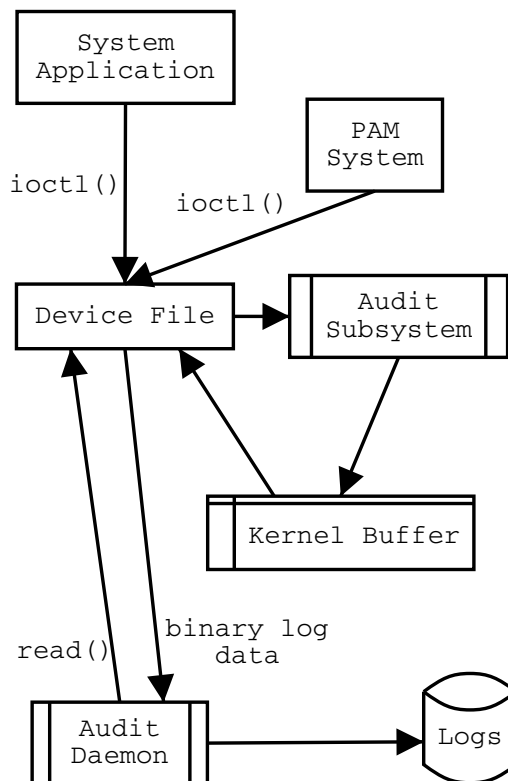 System
Application
PAM
System
ioctl()
ioctl()
Device File
Audit
Subsystem
Kernel Buffer
binary log
data
read()
Audit
Daemon
Logs